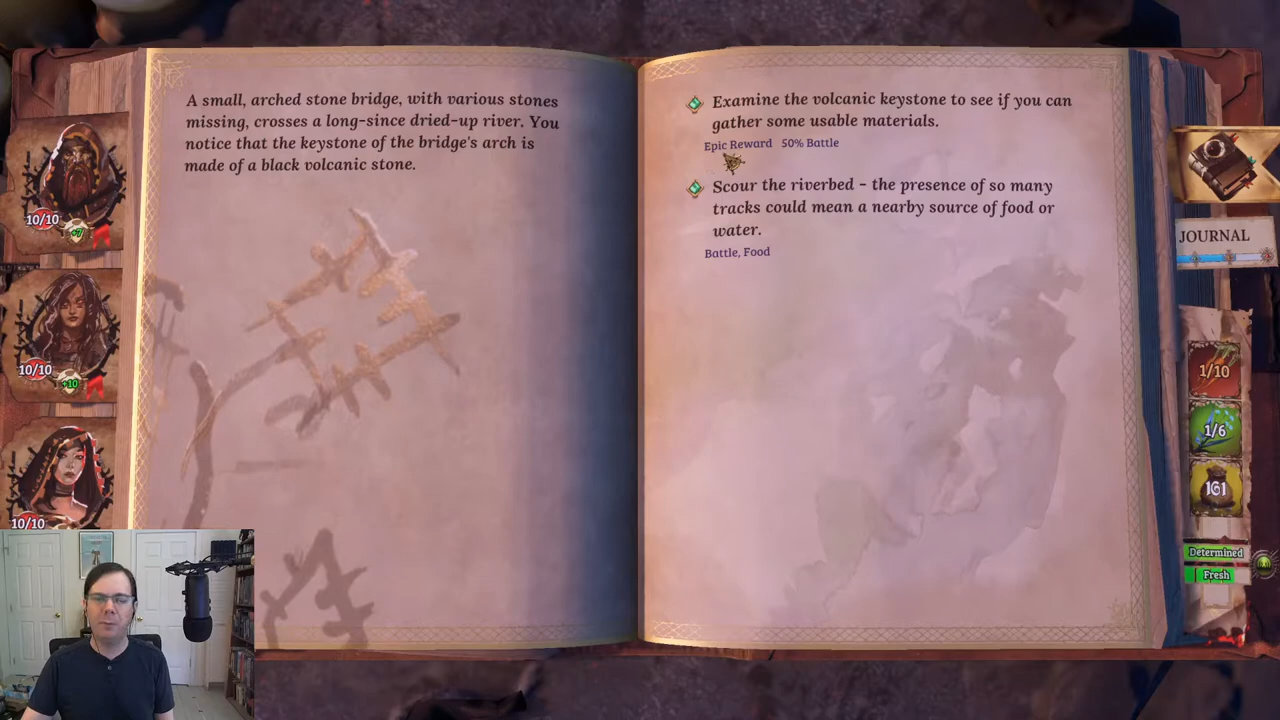 A small, arched stone bridge, with various stones
missing, crosses a long-since dried-up river. You
notice that the keystone of the bridge's arch is
made of a black volcanic stone.
Examine the volcanic keystone to see if you can
gather some usable materials.
Epic Reward 50% Battle
Scour the riverbed - the presence of so many
tracks could mean a nearby source of food or
water.
Battle, Food
10/10
+7
10/10
+10
10/10
JOURNAL
1/10
1/6
161
Determined
Fresh